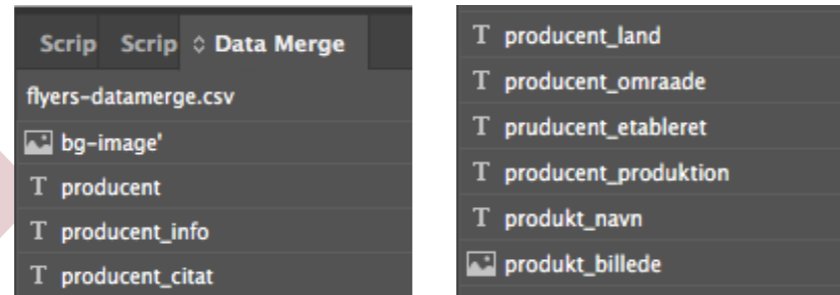 Scrip Scrip Data Merge
flyers-datamerge.csv
bg-image'
T producent
T producent_info
T producent_citat
T producent_land
T producent_omraade
T pruducent_etableret
T producent_produktion
T produkt_navn
produkt_billede